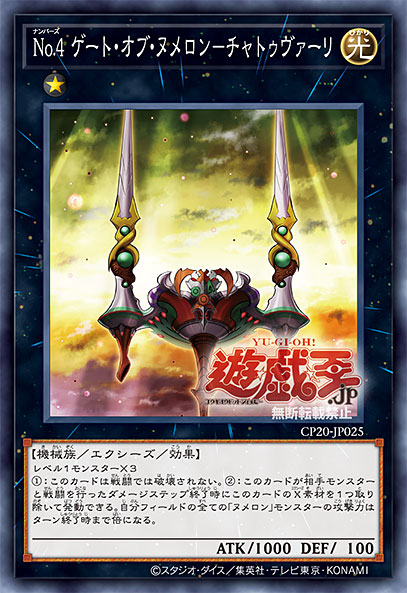 ナンバーズ
No.4 ゲート・オブ・ヌメロン－チャトゥヴァーリ
ひかり
光
YU-GI-OH!
遊戯王.jp
無断転載禁止
CP20-JP025
【機械族／エクシーズ／効果】
レベル１モンスター×３
①：このカードは戦闘では破壊されない。②：このカードが相手モンスター
と戦闘を行ったダメージステップ終了時にこのカードのＸ素材を１つ取り
除いて発動できる。自分フィールドの全ての「ヌメロン」モンスターの攻撃力は
ターン終了時まで倍になる。
ATK/1000 DEF/ 100
©スタジオ・ダイス／集英社・テレビ東京・KONAMI